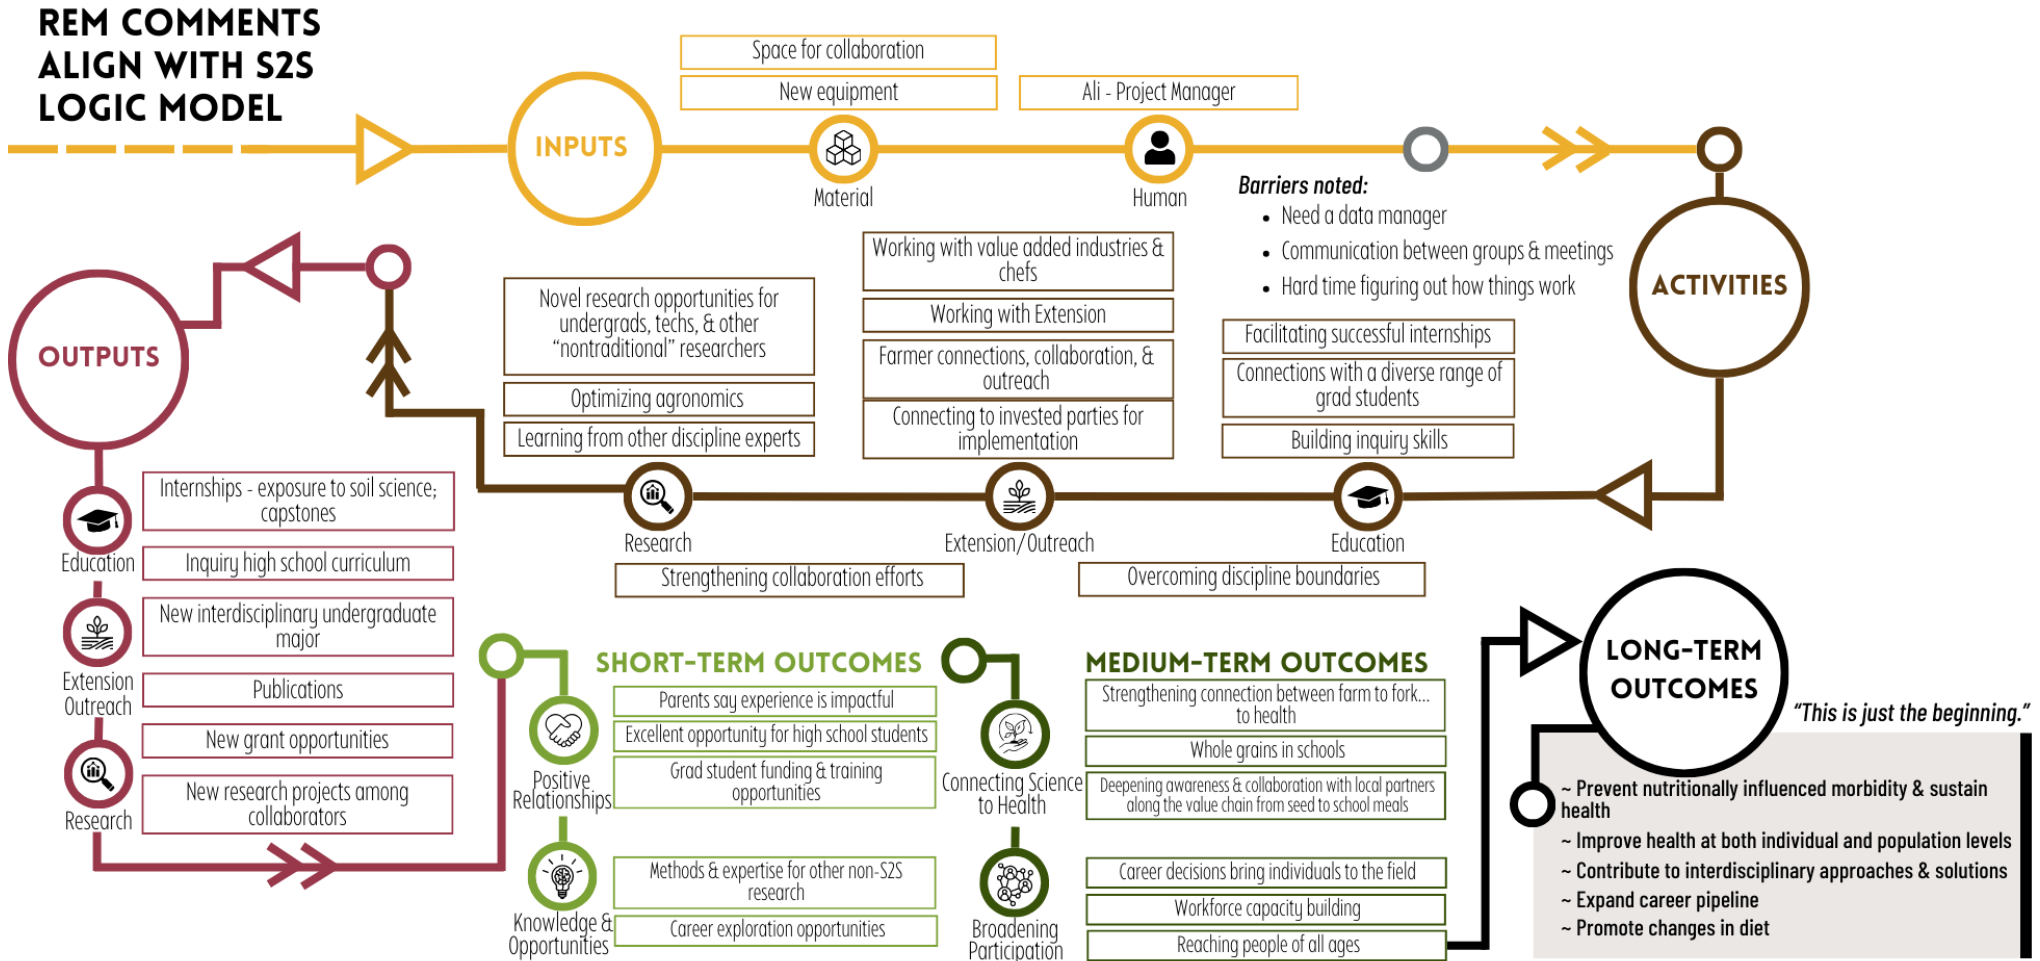 REM COMMENTS
ALIGN WITH S2S
LOGIC MODEL
INPUTS
Space for collaboration
New equipment
Material
Ali - Project Manager
Human
Barriers noted:
• Need a data manager
• Communication between groups & meetings
• Hard time figuring out how things work
ACTIVITIES
Facilitating successful internships
Connections with a diverse range of
grad students
Building inquiry skills
Education
Working with value added industries &
chefs
Working with Extension
Farmer connections, collaboration, &
outreach
Connecting to invested parties for
implementation
Extension/Outreach
Novel research opportunities for
undergrads, techs, & other
“nontraditional” researchers
Optimizing agronomics
Learning from other discipline experts
Research
Strengthening collaboration efforts
Overcoming discipline boundaries
OUTPUTS
Education
Internships - exposure to soil science;
capstones
Inquiry high school curriculum
New interdisciplinary undergraduate
major
Extension
Outreach
Publications
New grant opportunities
Research
New research projects among
collaborators
SHORT-TERM OUTCOMES
Positive
Relationships
Parents say experience is impactful
Excellent opportunity for high school students
Grad student funding & training
opportunities
Knowledge &
Opportunities
Methods & expertise for other non-S2S
research
Career exploration opportunities
MEDIUM-TERM OUTCOMES
Connecting Science
to Health
Strengthening connection between farm to fork...
to health
Whole grains in schools
Deepening awareness & collaboration with local partners
along the value chain from seed to school meals
Broadening
Participation
Career decisions bring individuals to the field
Workforce capacity building
Reaching people of all ages
LONG-TERM
OUTCOMES
“This is just the beginning.”
~ Prevent nutritionally influenced morbidity & sustain
health
~ Improve health at both individual and population levels
~ Contribute to interdisciplinary approaches & solutions
~ Expand career pipeline
~ Promote changes in diet